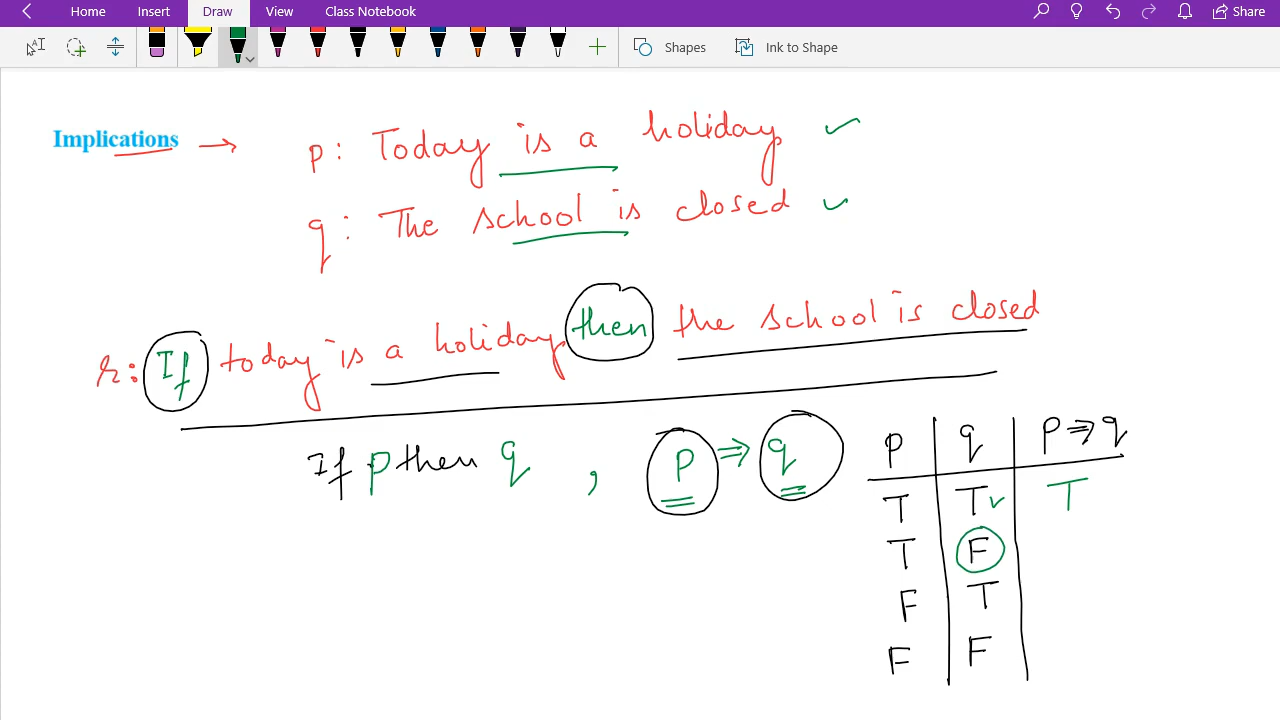 Home Insert Draw View Class Notebook Share
Shapes Ink to Shape
Implications → p: Today is a holiday ✓
q: The school is closed ✓
r: If today is a holiday then the school is closed
If p then q , p ⇒ q
p q p ⇒ q
T T ✓ T
T F
F T
F F